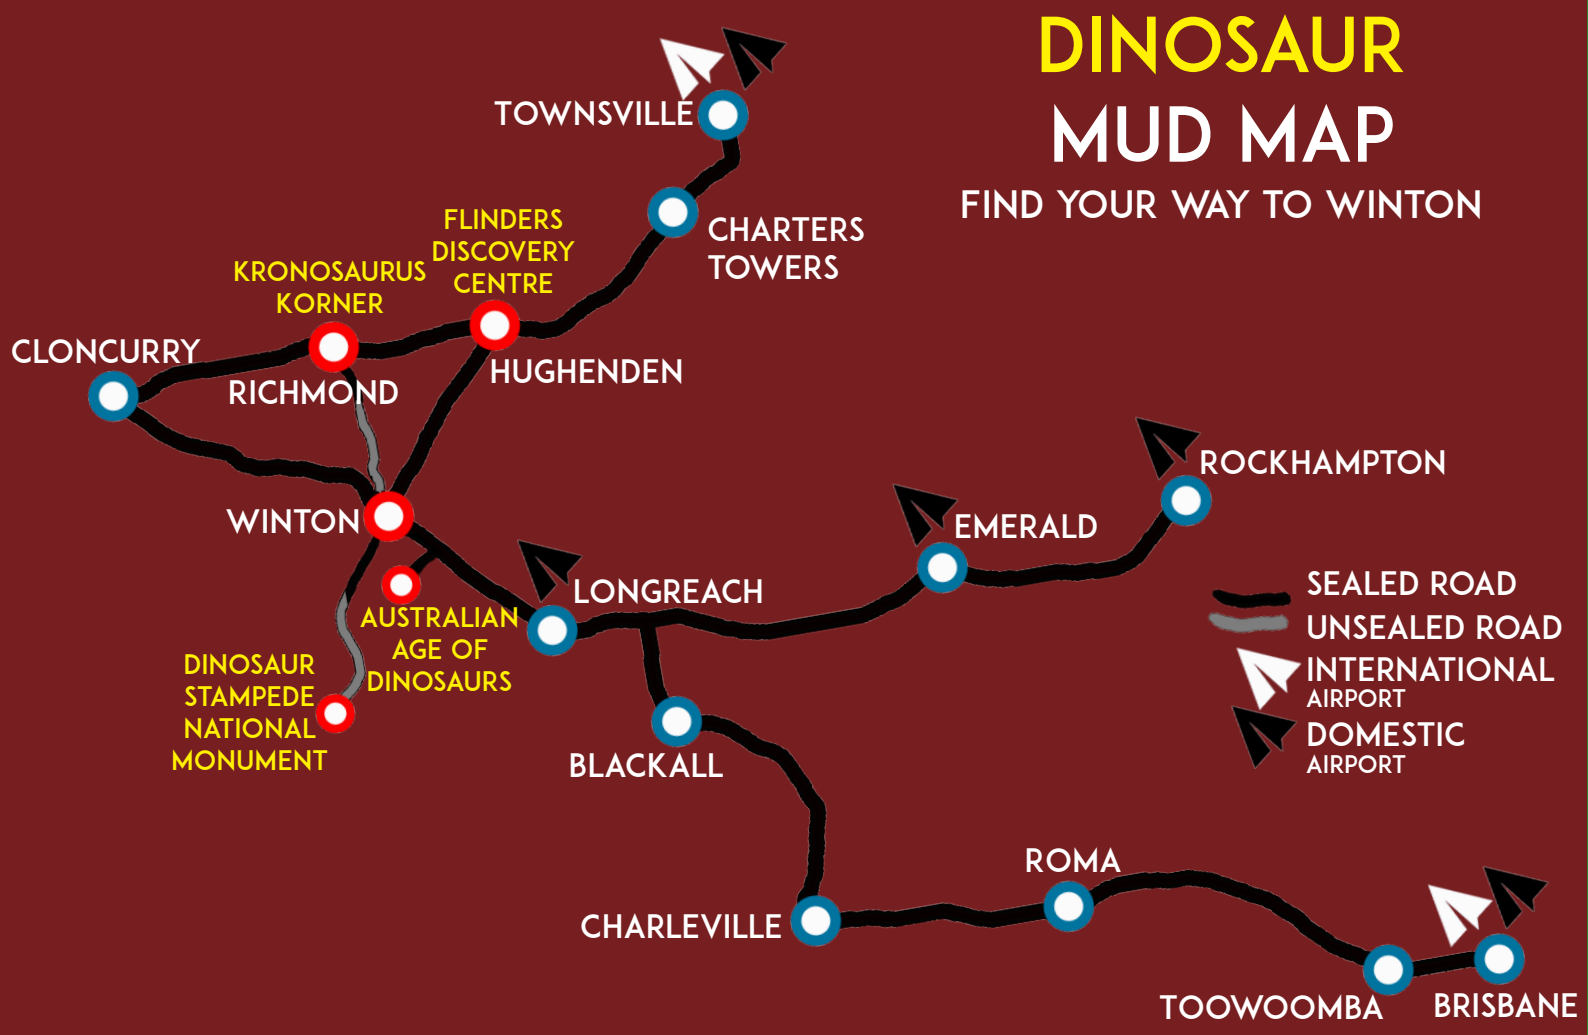 DINOSAUR
MUD MAP
FIND YOUR WAY TO WINTON
TOWNSVILLE
CHARTERS
TOWERS
FLINDERS
DISCOVERY
CENTRE
KRONOSAURUS
KORNER
CLONCURRY
RICHMOND
HUGHENDEN
WINTON
ROCKHAMPTON
EMERALD
LONGREACH
AUSTRALIAN
AGE OF
DINOSAURS
DINOSAUR
STAMPEDE
NATIONAL
MONUMENT
SEALED ROAD
UNSEALED ROAD
INTERNATIONAL
AIRPORT
DOMESTIC
AIRPORT
BLACKALL
ROMA
CHARLEVILLE
TOOWOOMBA
BRISBANE